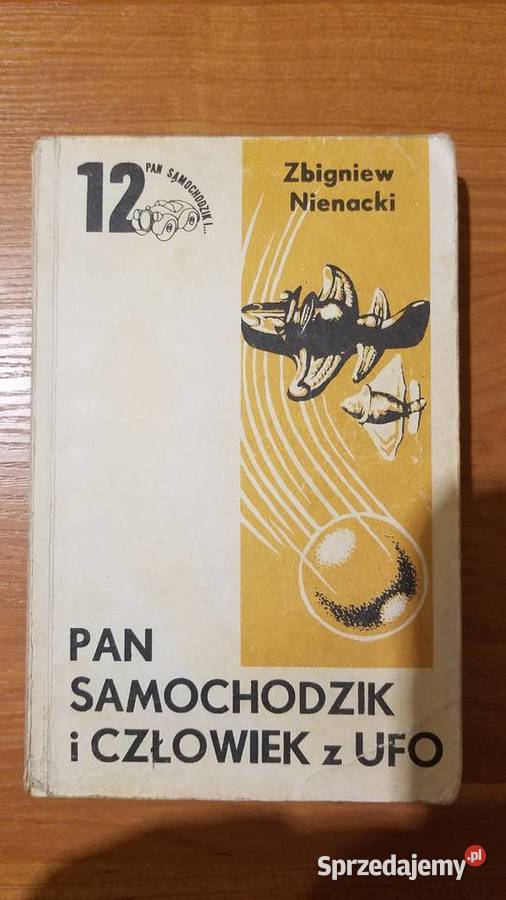 12
PAN SAMOCHODZIK I...
Zbigniew
Nienacki
PAN
SAMOCHODZIK
i CZŁOWIEK z UFO
Sprzedajemy.pl